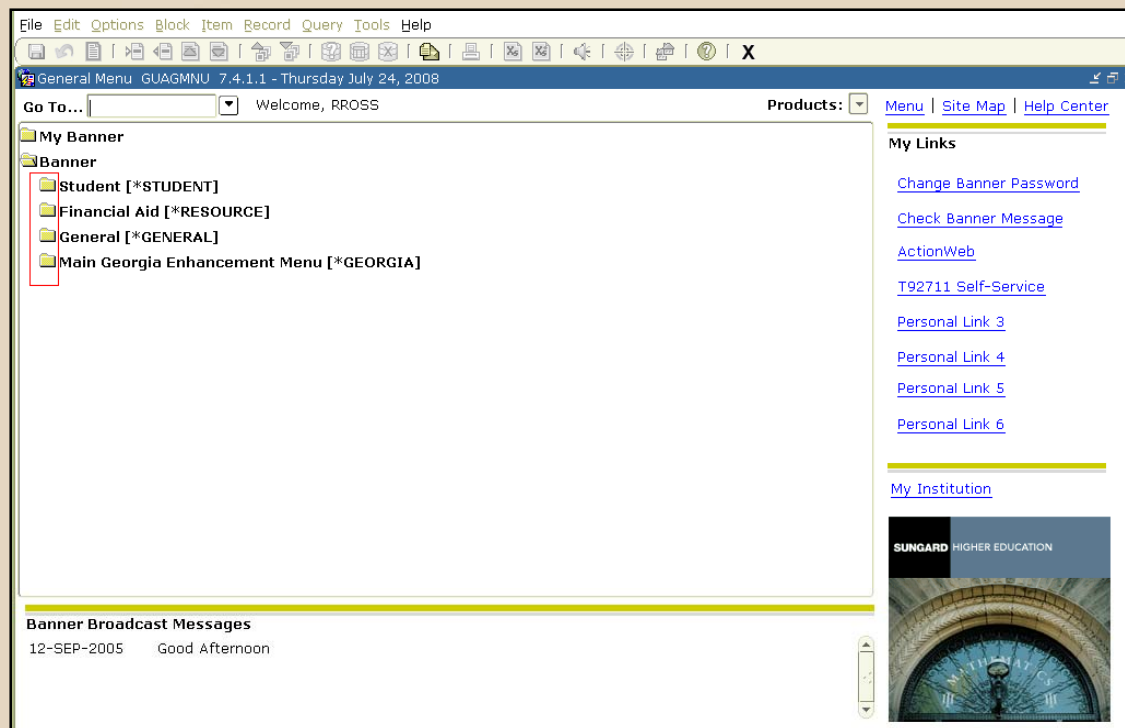 File Edit Options Block Item Record Query Tools Help
General Menu GUAGMNU 7.4.1.1 - Thursday July 24, 2008
Go To... Welcome, RROSS Products: Menu | Site Map | Help Center
My Banner
Banner
Student [*STUDENT]
Financial Aid [*RESOURCE]
General [*GENERAL]
Main Georgia Enhancement Menu [*GEORGIA]
My Links
Change Banner Password
Check Banner Message
ActionWeb
T92711 Self-Service
Personal Link 3
Personal Link 4
Personal Link 5
Personal Link 6
My Institution
SUNGARD HIGHER EDUCATION
MATHEMATICS
Banner Broadcast Messages
12-SEP-2005 Good Afternoon